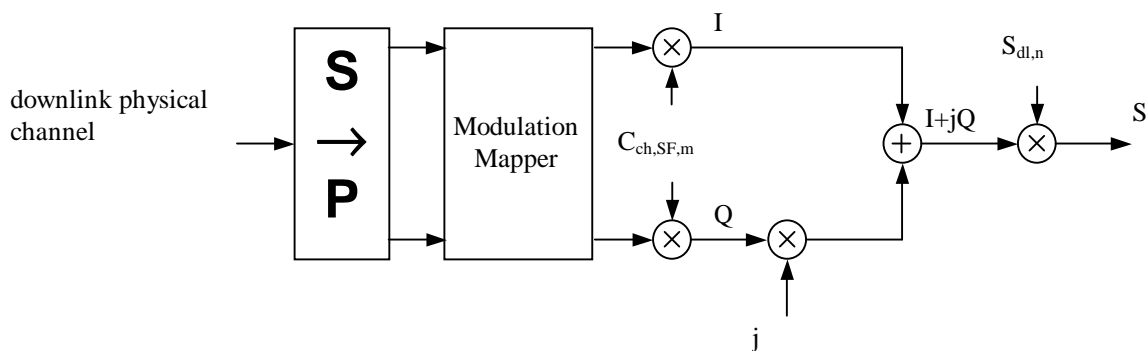 downlink physical
channel
S
→
P
Modulation
Mapper
I
C_ch,SF,m
Q
j
I+jQ
S_dl,n
S